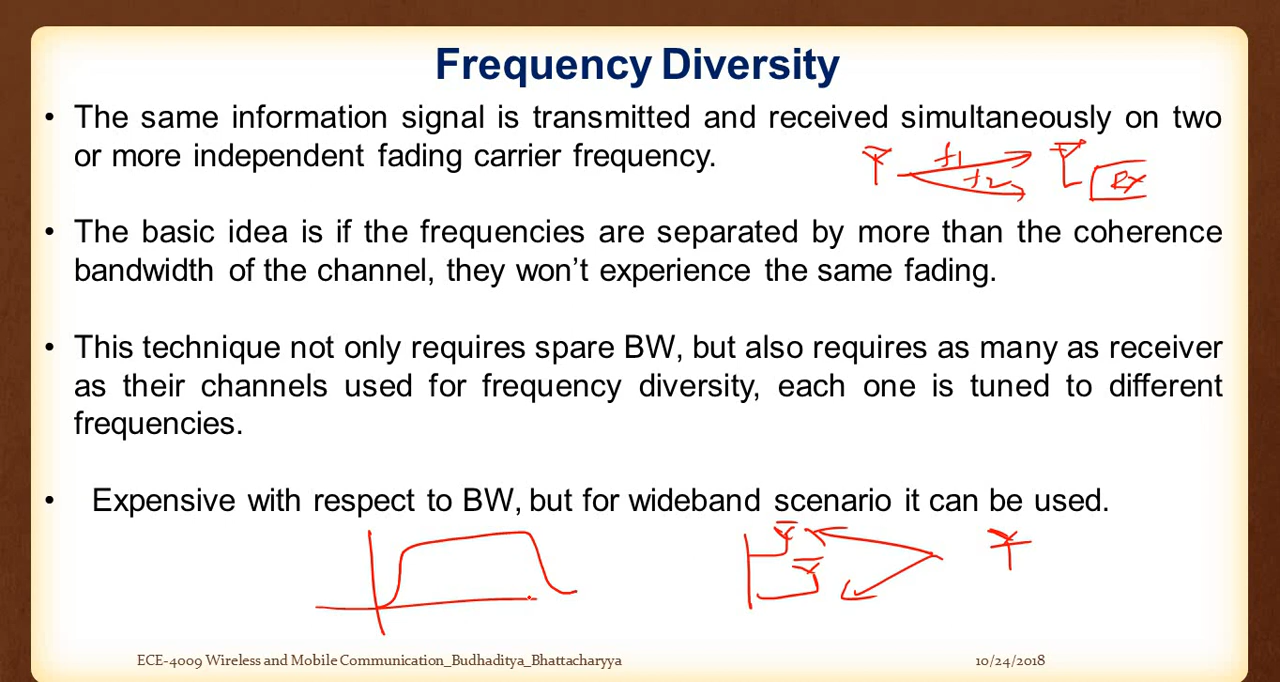 Frequency Diversity
• The same information signal is transmitted and received simultaneously on two
or more independent fading carrier frequency.
f1
f2
Rx
• The basic idea is if the frequencies are separated by more than the coherence
bandwidth of the channel, they won’t experience the same fading.
• This technique not only requires spare BW, but also requires as many as receiver
as their channels used for frequency diversity, each one is tuned to different
frequencies.
• Expensive with respect to BW, but for wideband scenario it can be used.
ECE-4009 Wireless and Mobile Communication_Budhaditya_Bhattacharyya
10/24/2018